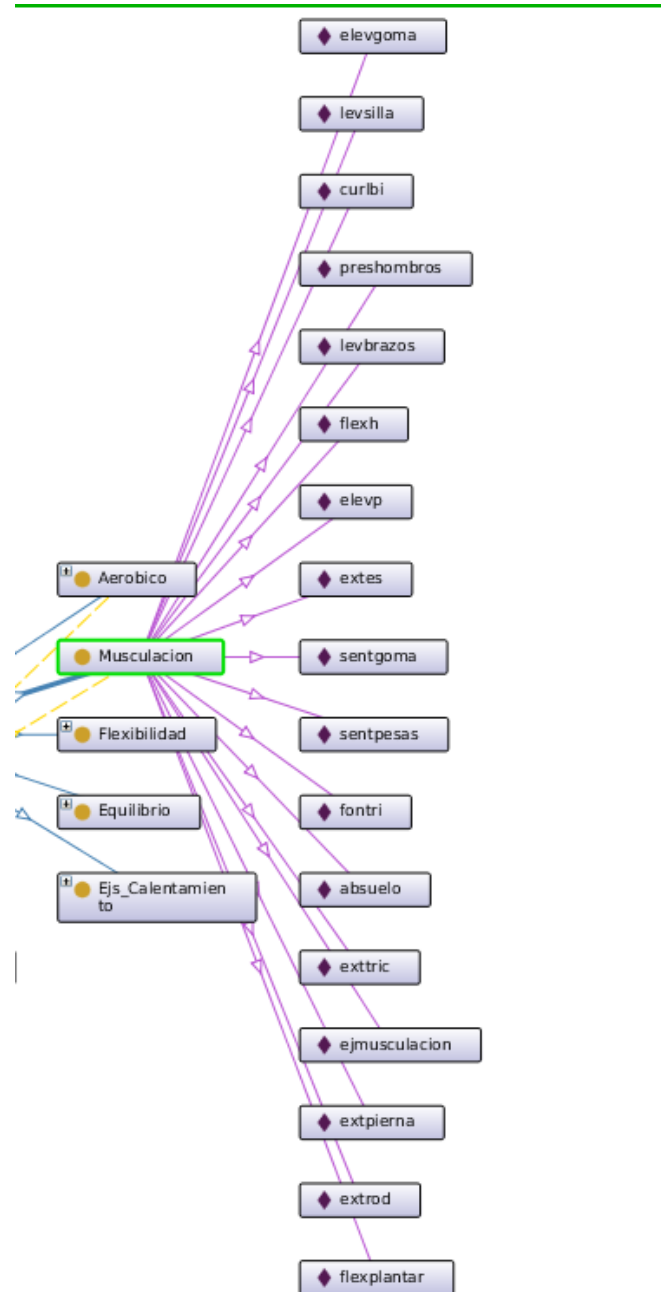 elevgoma
levsilla
curlbi
preshombros
levbrazos
flexh
elevp
Aerobico
extes
Musculacion
sentgoma
Flexibilidad
sentpesas
Equilibrio
fontri
Ejs_Calentamien
to
absuelo
exttric
ejmusculacion
extpierna
extrod
flexplantar